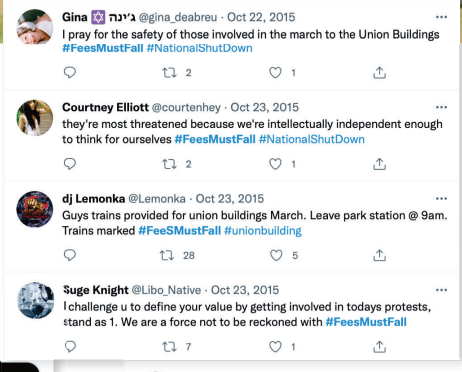 Gina ✡ ג׳ינה @gina_deabreu · Oct 22, 2015
I pray for the safety of those involved in the march to the Union Buildings
#FeesMustFall #NationalShutDown
2 1
Courtney Elliott @courtenhey · Oct 23, 2015
they're most threatened because we're intellectually independent enough
to think for ourselves #FeesMustFall #NationalShutDown
2 1
dj Lemonka @Lemonka · Oct 23, 2015
Guys trains provided for union buildings March. Leave park station @ 9am.
Trains marked #FeeSMustFall #unionbuilding
28 5
Suge Knight @Libo_Native · Oct 23, 2015
I challenge u to define your value by getting involved in todays protests,
stand as 1. We are a force not to be reckoned with #FeesMustFall
7 1